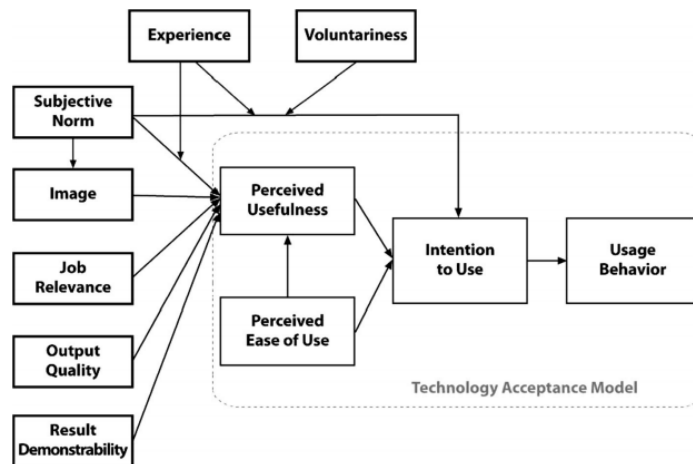 Experience
Voluntariness
Subjective
Norm
Image
Perceived
Usefulness
Intention
to Use
Usage
Behavior
Job
Relevance
Perceived
Ease of Use
Output
Quality
Technology Acceptance Model
Result
Demonstrability